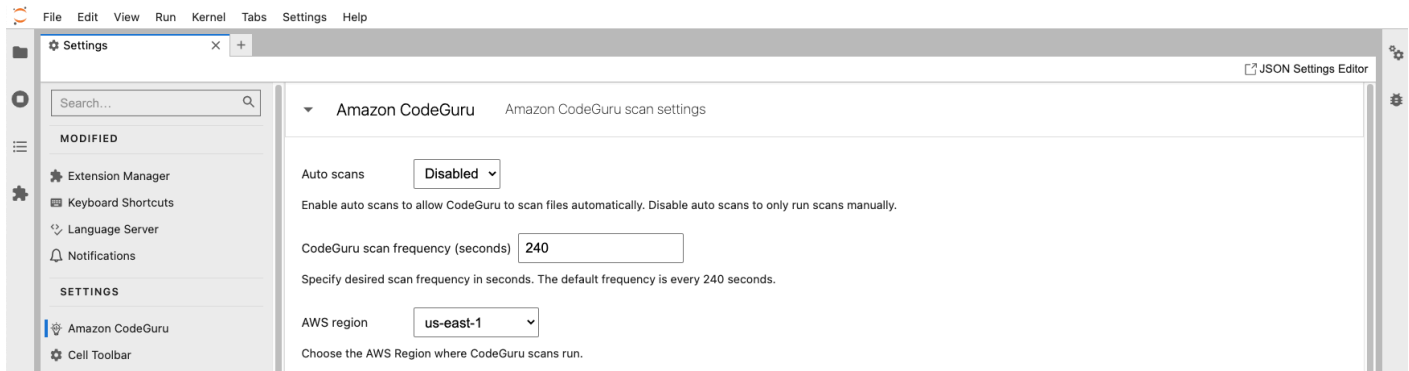 File Edit View Run Kernel Tabs Settings Help
Settings
JSON Settings Editor
Search...
MODIFIED
Extension Manager
Keyboard Shortcuts
Language Server
Notifications
SETTINGS
Amazon CodeGuru
Cell Toolbar
Amazon CodeGuru Amazon CodeGuru scan settings
Auto scans Disabled
Enable auto scans to allow CodeGuru to scan files automatically. Disable auto scans to only run scans manually.
CodeGuru scan frequency (seconds) 240
Specify desired scan frequency in seconds. The default frequency is every 240 seconds.
AWS region us-east-1
Choose the AWS Region where CodeGuru scans run.